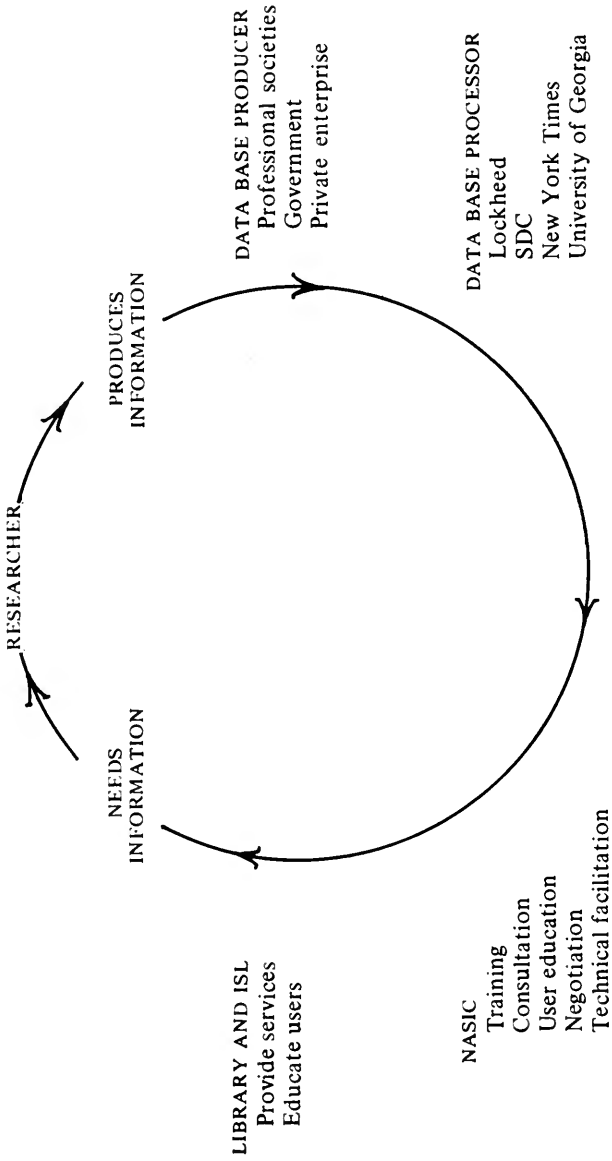 RESEARCHER
NEEDS
INFORMATION
PRODUCES
INFORMATION
LIBRARY AND ISL
Provide services
Educate users
DATA BASE PRODUCER
Professional societies
Government
Private enterprise
NASIC
Training
Consultation
User education
Negotiation
Technical facilitation
DATA BASE PROCESSOR
Lockheed
SDC
New York Times
University of Georgia